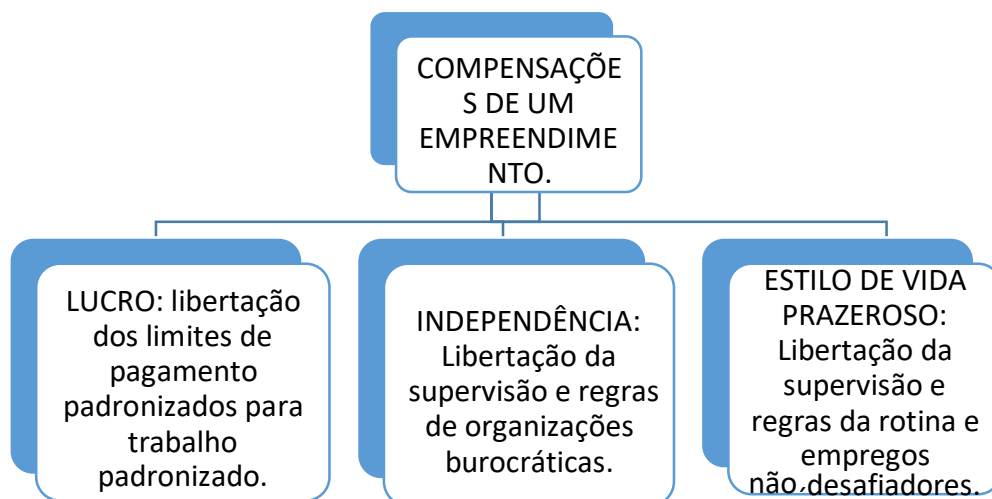 COMPENSAÇÕE
S DE UM
EMPREENDIME
NTO.
LUCRO: libertação
dos limites de
pagamento
padronizados para
trabalho
padronizado.
INDEPENDÊNCIA:
Libertação da
supervisão e regras
de organizações
burocráticas.
ESTILO DE VIDA
PRAZEROSO:
Libertação da
supervisão e
regras da rotina e
empregos
não desafiadores.